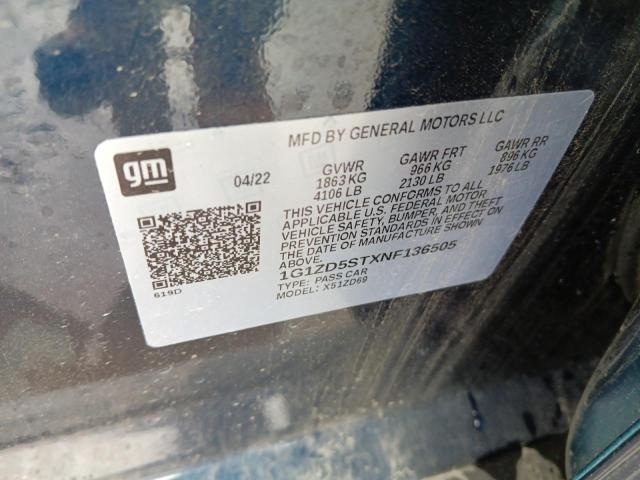 MFD BY GENERAL MOTORS LLC
gm
04/22
GVWR GAWR FRT GAWR RR
1863 KG 966 KG 896 KG
4106 LB 2130 LB 1976 LB
THIS VEHICLE CONFORMS TO ALL
APPLICABLE U.S. FEDERAL MOTOR
VEHICLE SAFETY, BUMPER, AND THEFT
PREVENTION STANDARDS IN EFFECT ON
THE DATE OF MANUFACTURE SHOWN
ABOVE.
1G1ZD5STXNF136505
TYPE: PASS CAR
MODEL: X51ZD69
619D